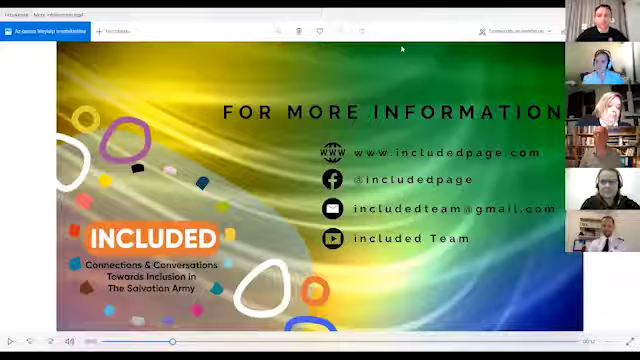 FOR MORE INFORMATION
www.includedpage.com
@includedpage
includedteam@gmail.com
included Team
INCLUDED
Connections & Conversations
Towards Inclusion in
The Salvation Army